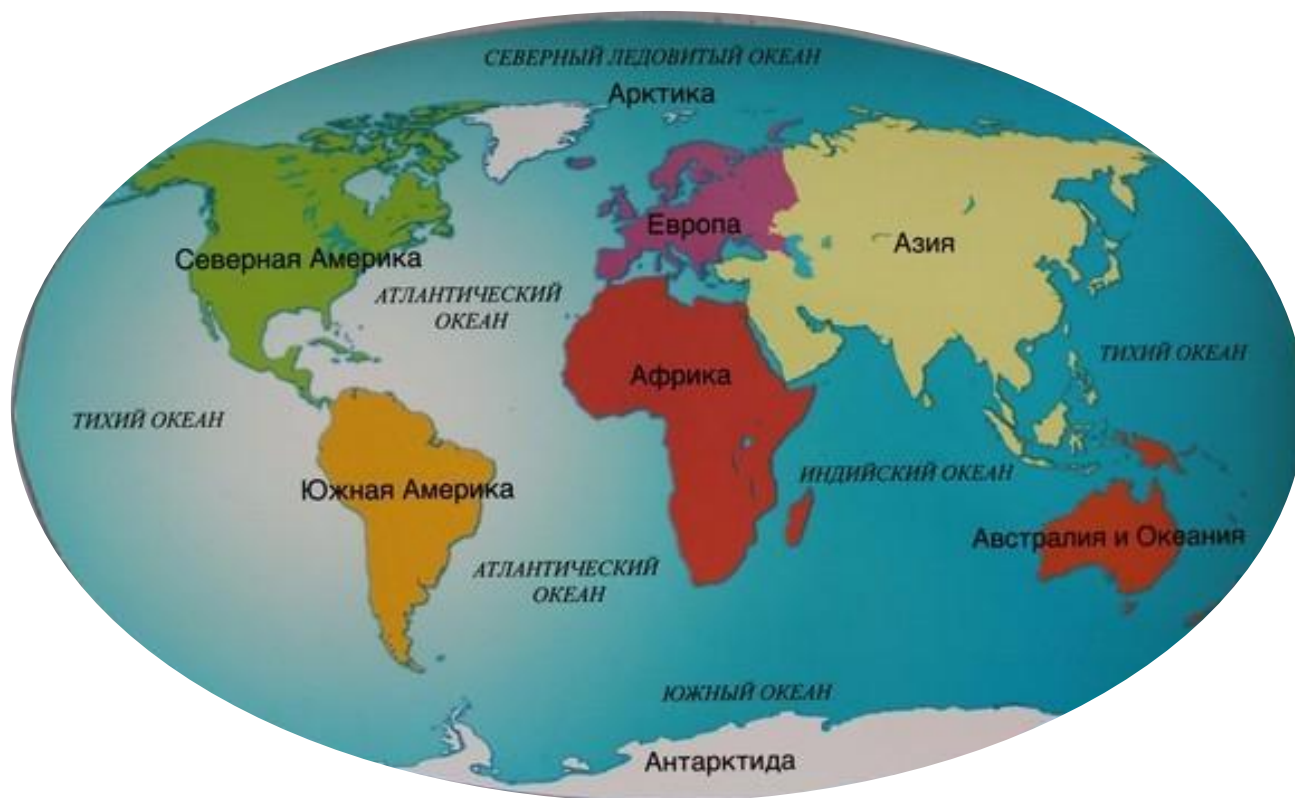 СЕВЕРНЫЙ ЛЕДОВИТЫЙ ОКЕАН
Арктика
Европа
Азия
Северная Америка
АТЛАНТИЧЕСКИЙ
ОКЕАН
ТИХИЙ ОКЕАН
Африка
ТИХИЙ ОКЕАН
ИНДИЙСКИЙ ОКЕАН
Южная Америка
Австралия и Океания
АТЛАНТИЧЕСКИЙ
ОКЕАН
ЮЖНЫЙ ОКЕАН
Антарктида